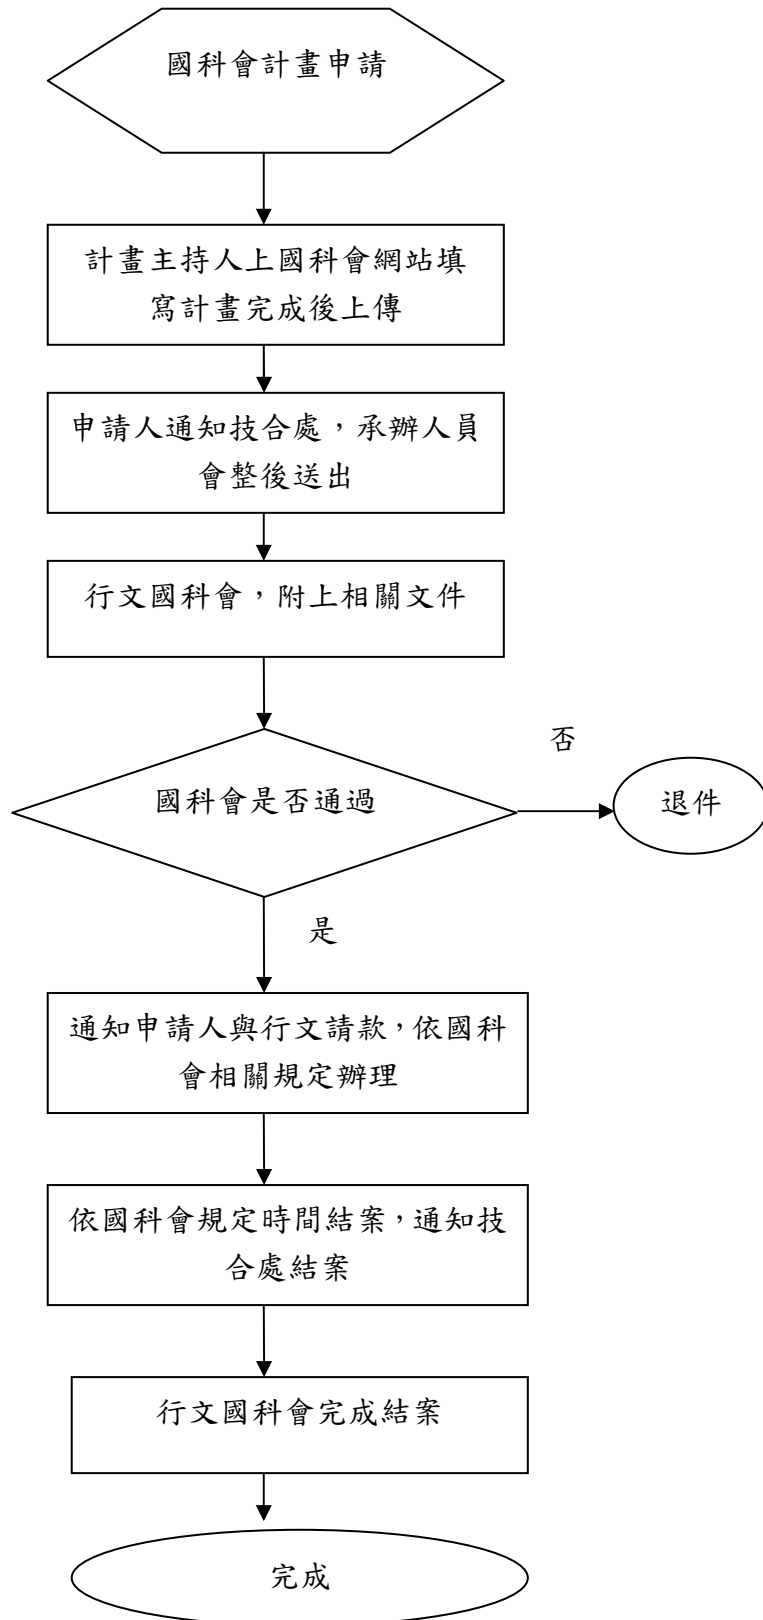 國科會計畫申請
計畫主持人上國科會網站填
寫計畫完成後上傳
申請人通知技合處，承辦人員
會整後送出
行文國科會，附上相關文件
國科會是否通過
否
退件
是
通知申請人與行文請款，依國科
會相關規定辦理
依國科會規定時間結案，通知技
合處結案
行文國科會完成結案
完成